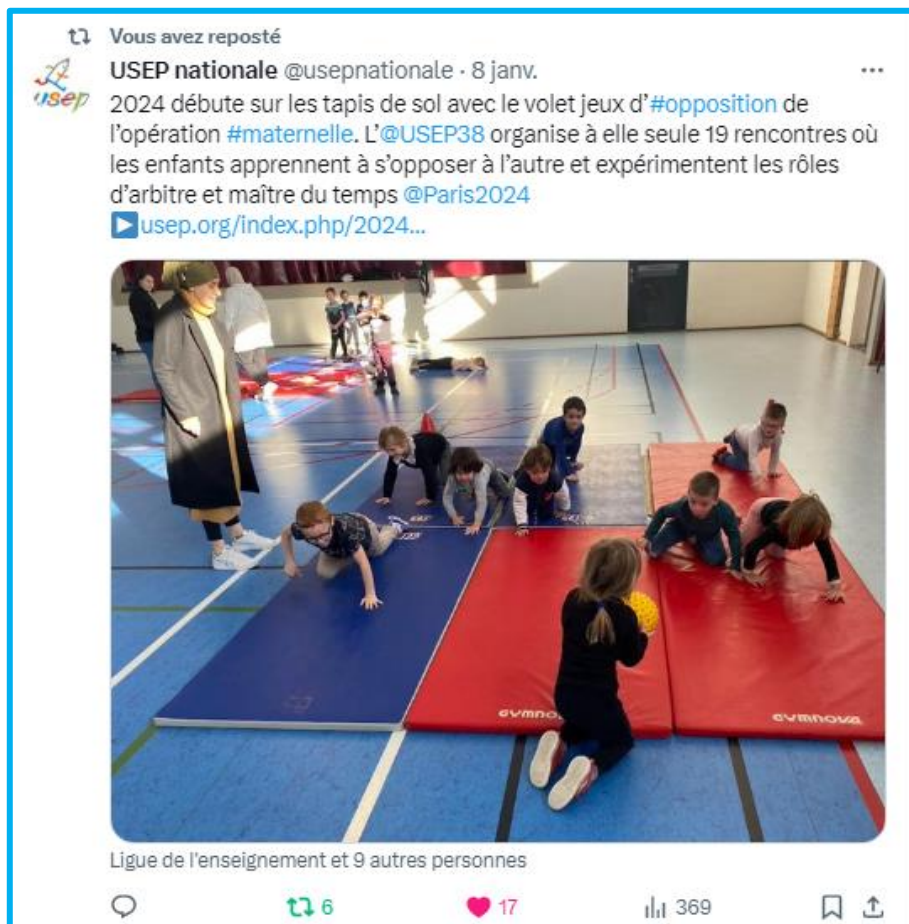 Vous avez reposté
usep
USEP nationale @usepnationale · 8 janv.
2024 débute sur les tapis de sol avec le volet jeux d’#opposition de
l’opération #maternelle. L’@USEP38 organise à elle seule 19 rencontres où
les enfants apprennent à s’opposer à l’autre et expérimentent les rôles
d’arbitre et maître du temps @Paris2024
usep.org/index.php/2024...
GYMNOVA
GYMNOVA
Ligue de l'enseignement et 9 autres personnes
6 17 369